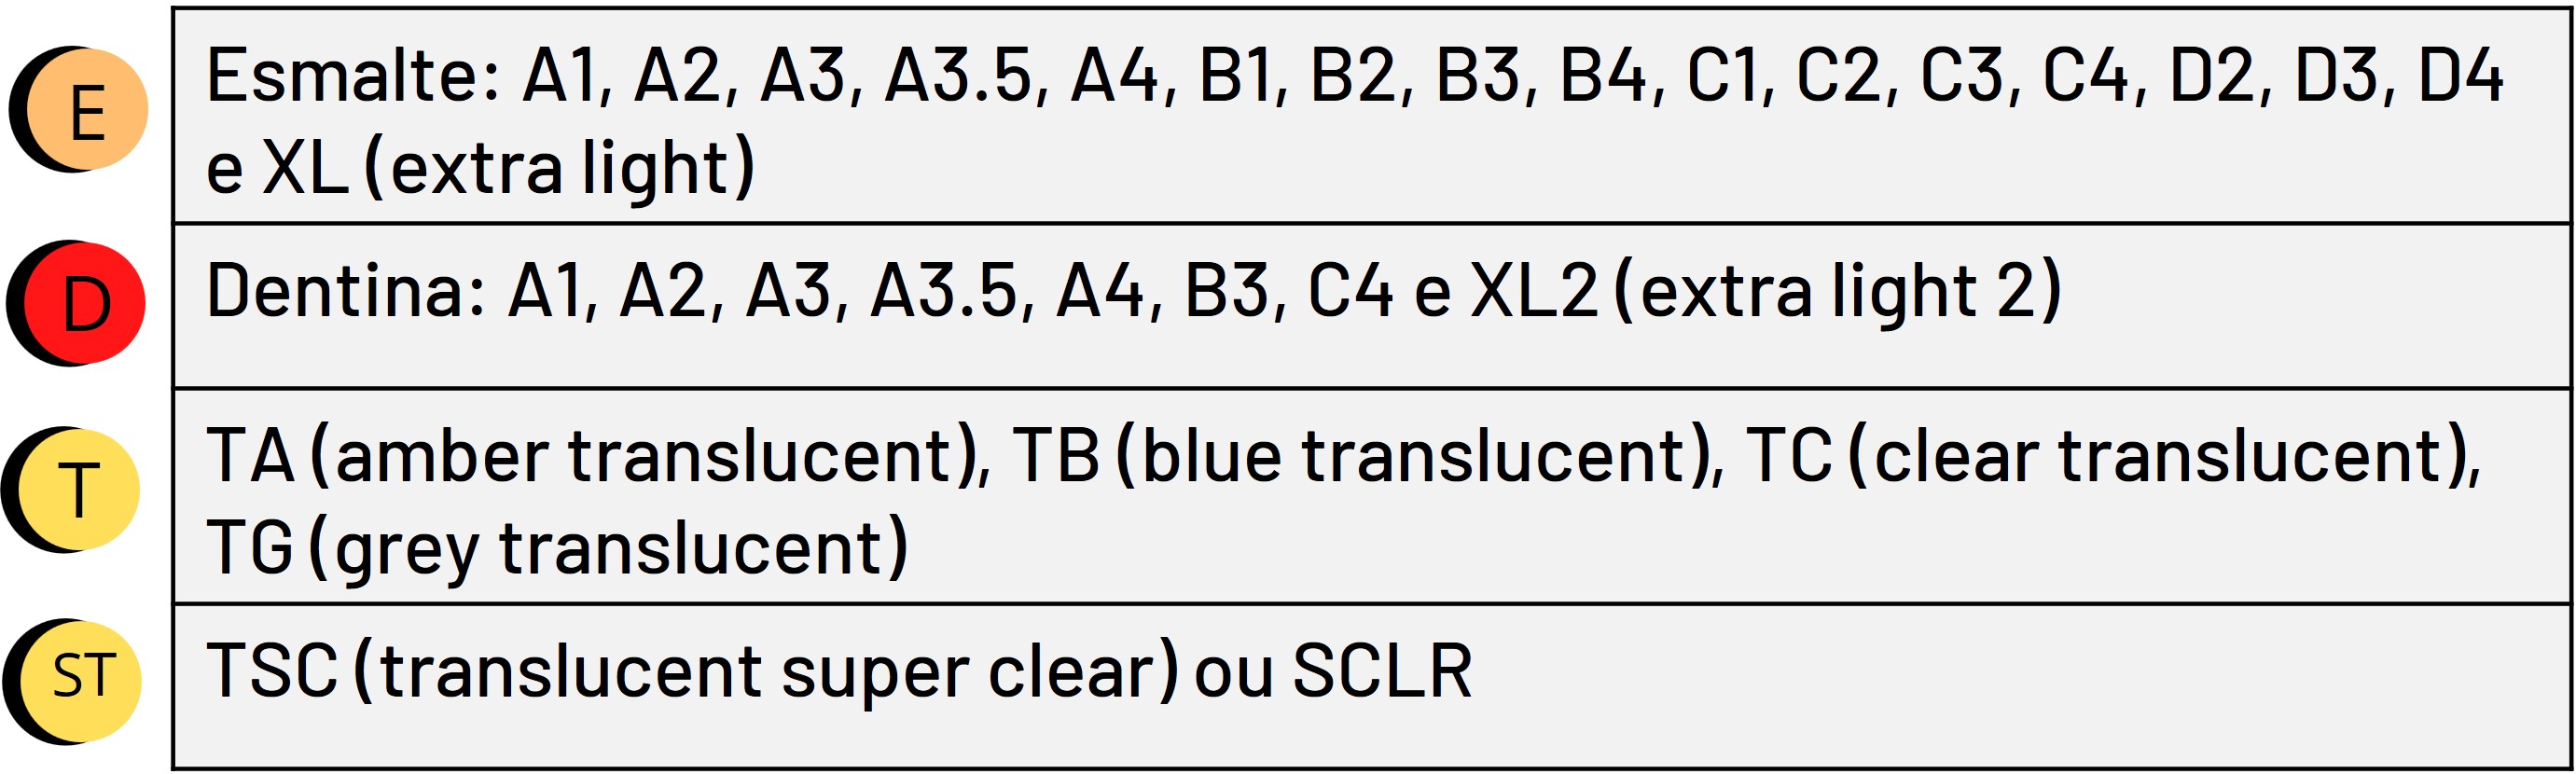 E
Esmalte: A1, A2, A3, A3.5, A4, B1, B2, B3, B4, C1, C2, C3, C4, D2, D3, D4
e XL (extra light)
D
Dentina: A1, A2, A3, A3.5, A4, B3, C4 e XL2 (extra light 2)
T
TA (amber translucent), TB (blue translucent), TC (clear translucent),
TG (grey translucent)
ST
TSC (translucent super clear) ou SCLR